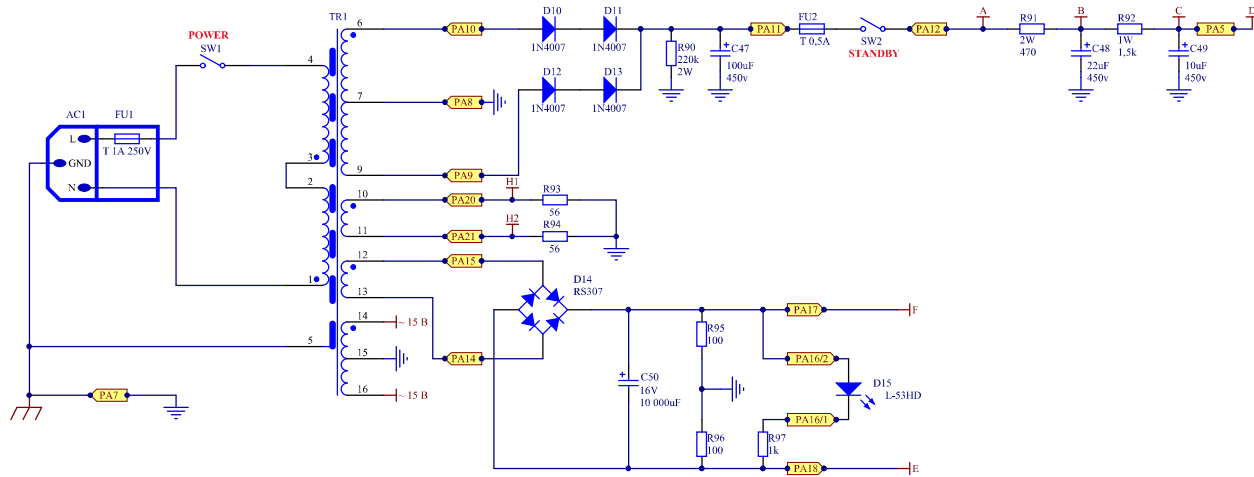 TR1
D10
D11
1N4007
1N4007
D12
D13
1N4007
1N4007
POWER
SW1
AC1
FU1
L
T 1A 250V
GND
N
4
3
2
1
5
6
7
9
10
11
12
13
14
15
16
PA10
PA8
PA9
PA20
PA21
PA15
PA14
R90
220k
2W
C47
100uF
450v
PA11
FU2
T 0,5A
SW2
STANDBY
PA12
A
R91
2W
470
B
C48
22uF
450v
R92
1W
1,5k
C
C49
10uF
450v
PA5
D
H1
R93
56
H2
R94
56
D14
RS307
~ 15 В
~ 15 В
C50
16V
10 000uF
R95
100
R96
100
R97
1k
PA17
F
PA16/2
D15
L-53HD
PA16/1
PA18
E
PA7